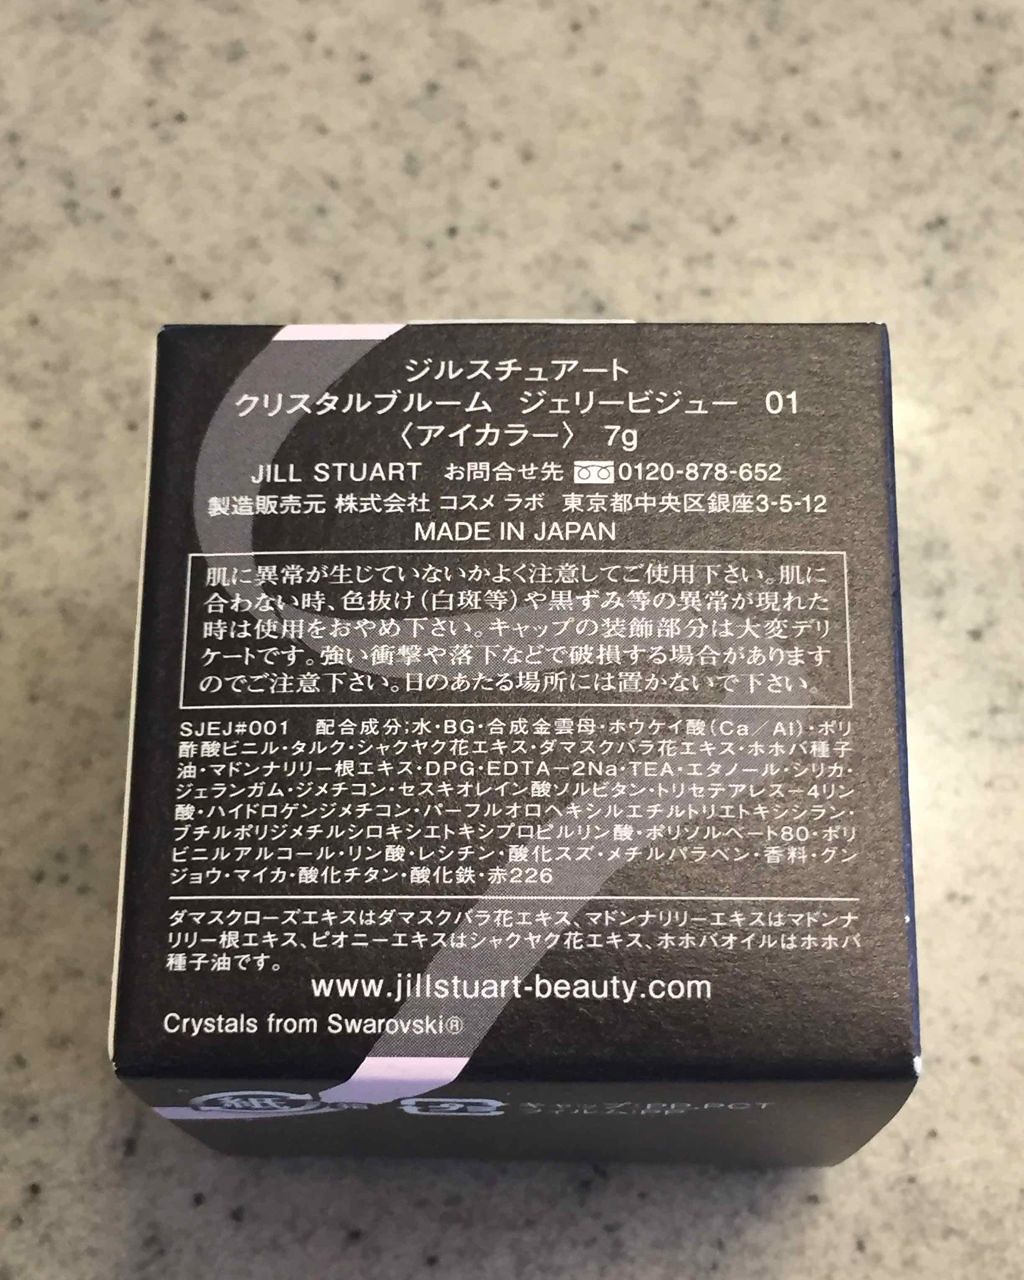 ジルスチュアート
クリスタルブルーム ジェリービジュー 01
〈アイカラー〉 7g
JILL STUART お問合せ先 0120-878-652
製造販売元 株式会社 コスメ ラボ 東京都中央区銀座3-5-12
MADE IN JAPAN
肌に異常が生じていないかよく注意してご使用下さい。肌に
合わない時、色抜け(白斑等)や黒ずみ等の異常が現れた
時は使用をおやめ下さい。キャップの装飾部分は大変デリ
ケートです。強い衝撃や落下などで破損する場合があります
のでご注意下さい。日のあたる場所には置かないで下さい。
SJEJ#001 配合成分:水・BG・合成金雲母・ホウケイ酸(Ca/Al)・ポリ
酢酸ビニル・タルク・シャクヤク花エキス・ダマスクバラ花エキス・ホホバ種子
油・マドンナリリー根エキス・DPG・EDTA-2Na・TEA・エタノール・シリカ・
ジェランガム・ジメチコン・セスキオレイン酸ソルビタン・トリセテアレス-4リン
酸・ハイドロゲンジメチコン・パーフルオロヘキシルエチルトリエトキシシラン・
ブチルポリジメチルシロキシエトキシプロピルリン酸・ポリソルベート80・ポリ
ビニルアルコール・リン酸・レシチン・酸化スズ・メチルパラベン・香料・グン
ジョウ・マイカ・酸化チタン・酸化鉄・赤226
ダマスクローズエキスはダマスクバラ花エキス、マドンナリリーエキスはマドンナ
リリー根エキス、ピオニーエキスはシャクヤク花エキス、ホホバオイルはホホバ
種子油です。
www.jillstuart-beauty.com
Crystals from Swarovski®
紙